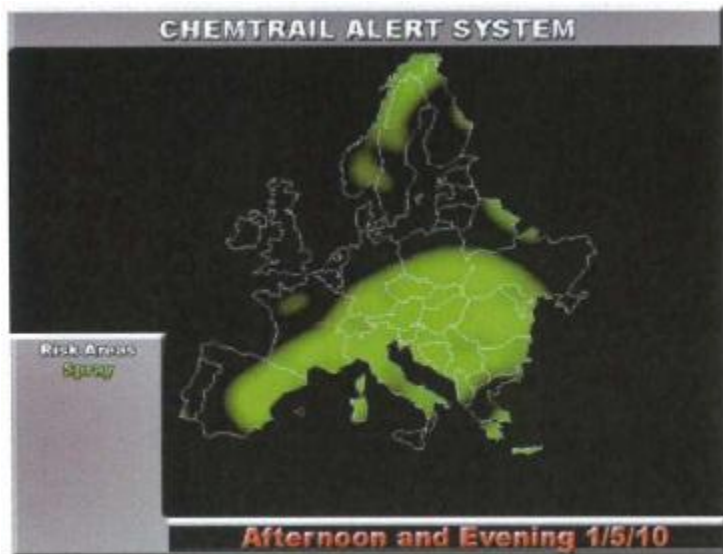 CHEMTRAIL ALERT SYSTEM
Risk Areas
Spray
Afternoon and Evening 1/5/10